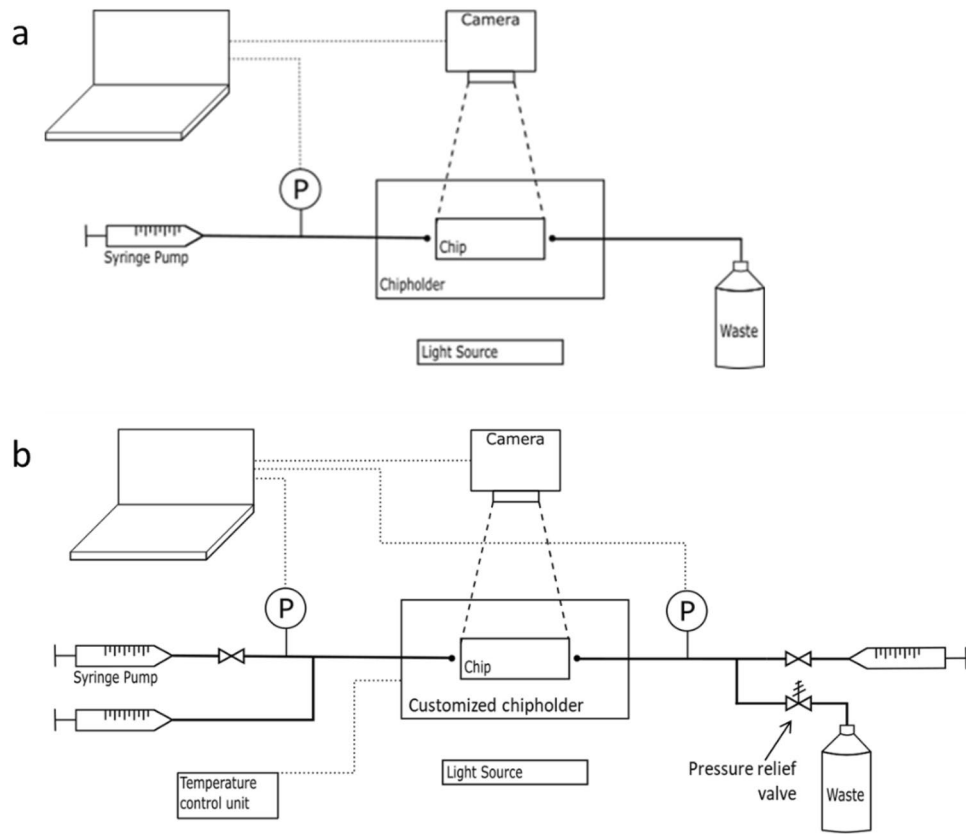 a
Camera
P
Syringe Pump
Chip
Chipholder
Waste
Light Source
b
Camera
P
P
Syringe Pump
Chip
Customized chipholder
Temperature
control unit
Light Source
Pressure relief
valve
Waste